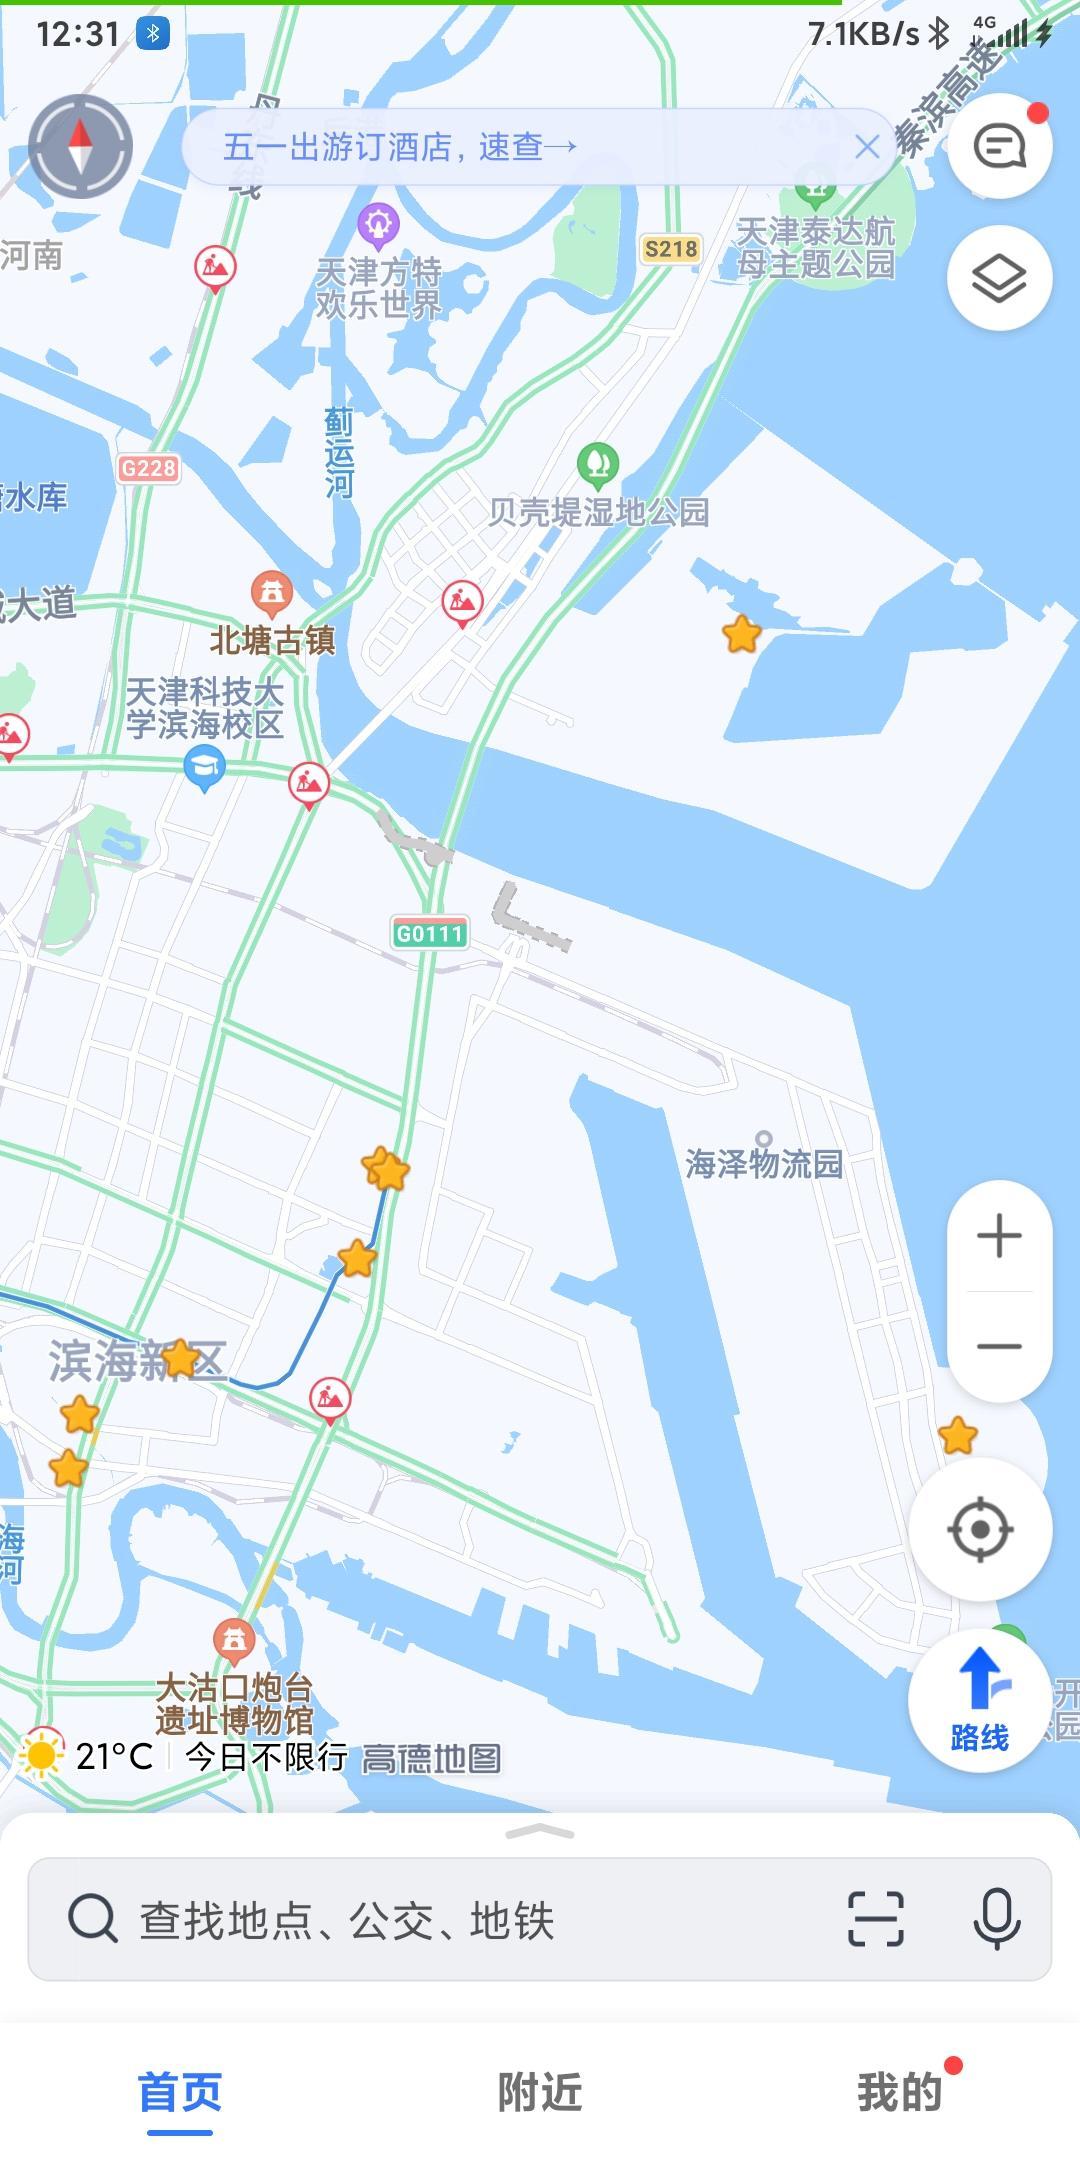 12:31
7.1KB/s
4G
丹东线
秦滨高速
五一出游订酒店，速查→
河南
天津方特
欢乐世界
S218
天津泰达航
母主题公园
蓟运河
G228
水库
贝壳堤湿地公园
大道
北塘古镇
天津科技大
学滨海校区
G0111
海泽物流园
滨海新区
海河
大沽口炮台
遗址博物馆
开
公园
路线
21°C
今日不限行
高德地图
查找地点、公交、地铁
首页
附近
我的